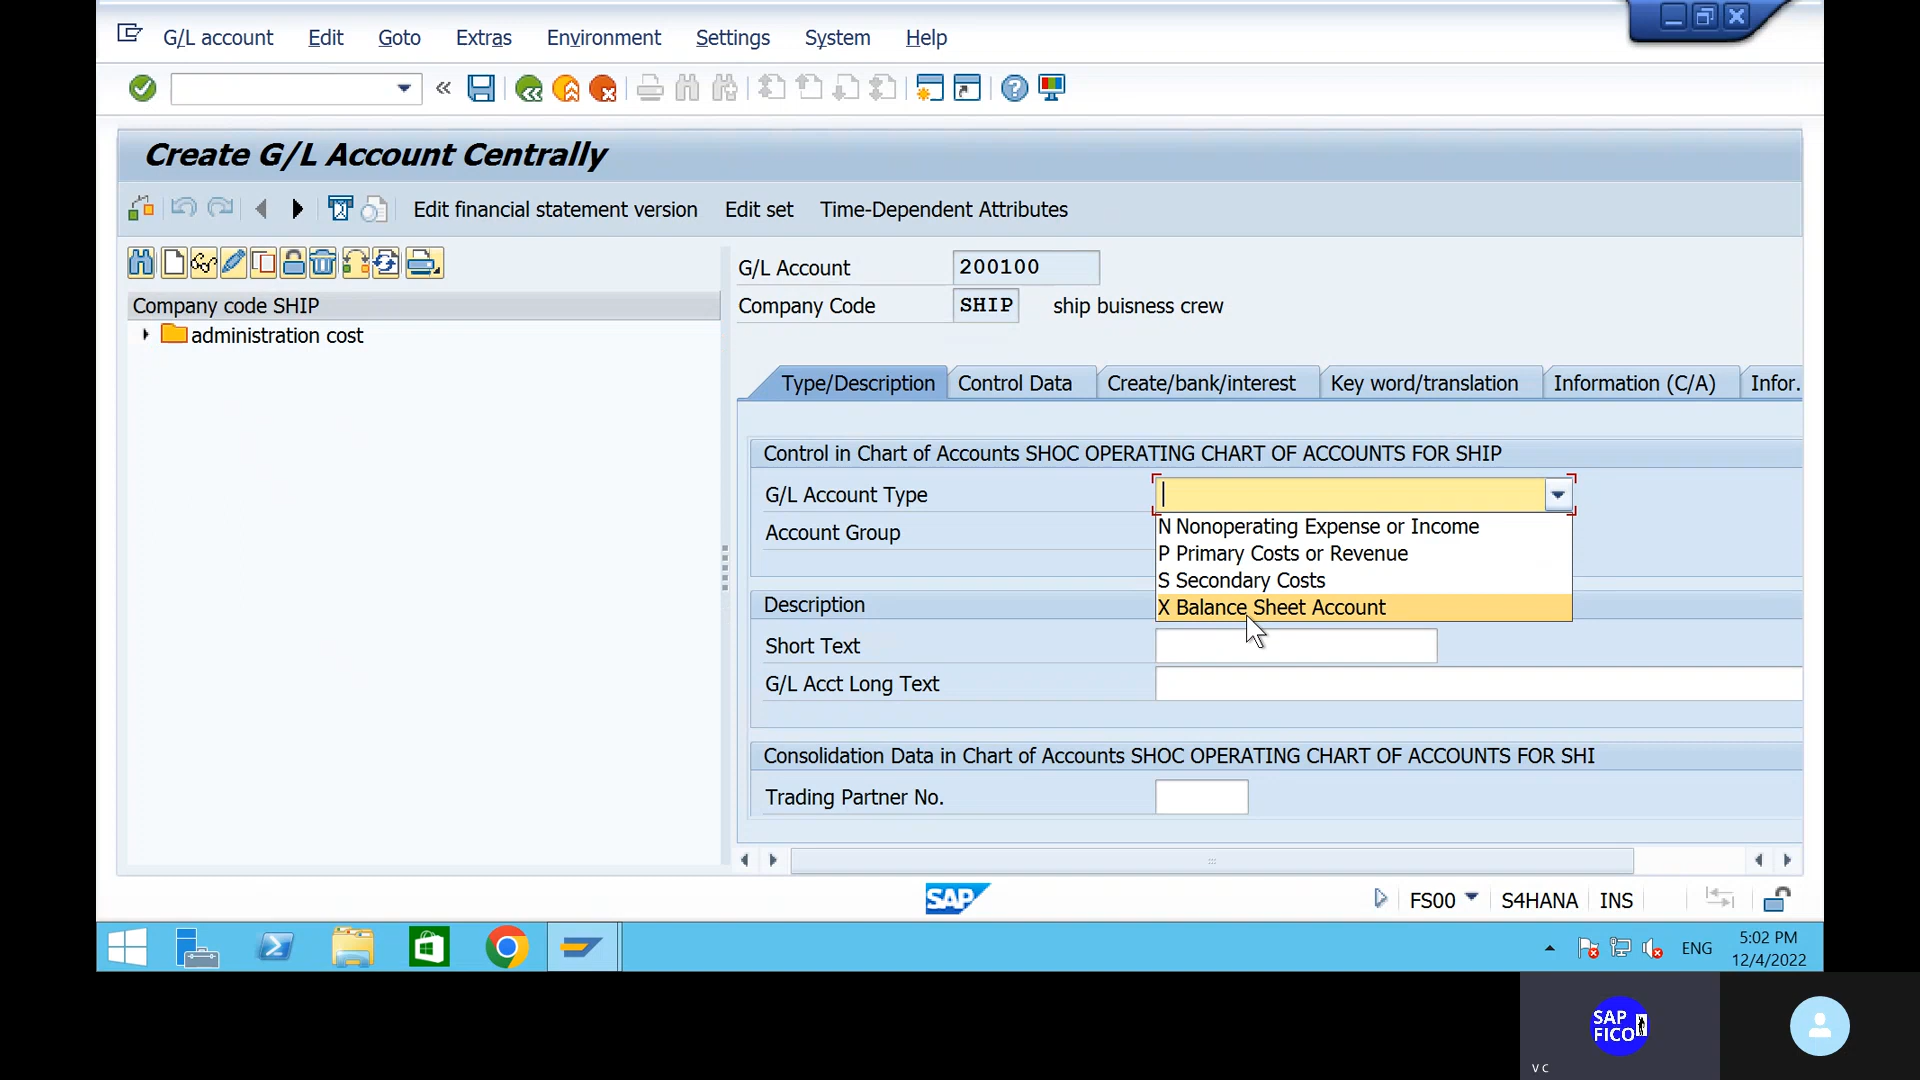 G/L account Edit Goto Extras Environment Settings System Help
Create G/L Account Centrally
Edit financial statement version Edit set Time-Dependent Attributes
Company code SHIP
administration cost
G/L Account 200100
Company Code SHIP ship buisness crew
Type/Description Control Data Create/bank/interest Key word/translation Information (C/A) Infor.
Control in Chart of Accounts SHOC OPERATING CHART OF ACCOUNTS FOR SHIP
G/L Account Type
N Nonoperating Expense or Income
Account Group
P Primary Costs or Revenue
S Secondary Costs
X Balance Sheet Account
Description
Short Text
G/L Acct Long Text
Consolidation Data in Chart of Accounts SHOC OPERATING CHART OF ACCOUNTS FOR SHI
Trading Partner No.
SAP
FS00 S4HANA INS
ENG
5:02 PM
12/4/2022
SAP
FICO
v c